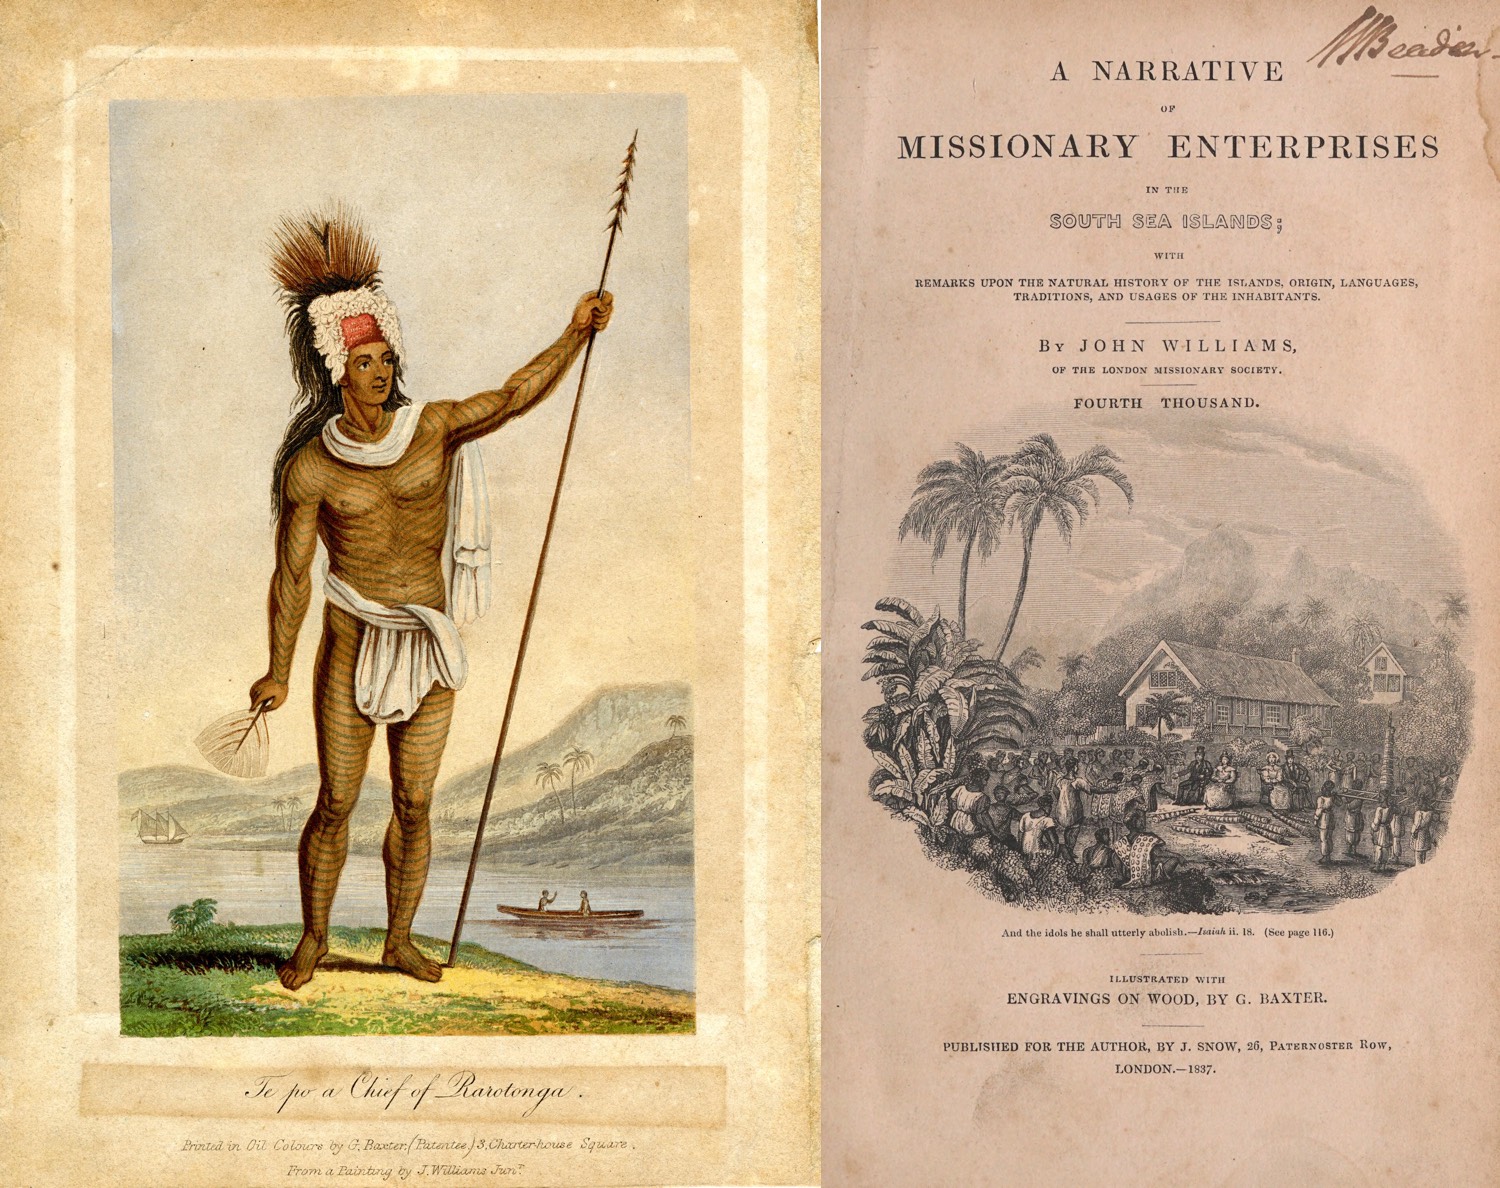 Te po a Chief of Rarotonga.
Printed in Oil Colours by G. Baxter. (Patentee,) 3, Charterhouse Square.
From a Painting by J. Williams Junr.
A NARRATIVE
OF
MISSIONARY ENTERPRISES
IN THE
SOUTH SEA ISLANDS;
WITH
REMARKS UPON THE NATURAL HISTORY OF THE ISLANDS, ORIGIN, LANGUAGES,
TRADITIONS, AND USAGES OF THE INHABITANTS.
BY JOHN WILLIAMS,
OF THE LONDON MISSIONARY SOCIETY.
FOURTH THOUSAND.
And the idols he shall utterly abolish.—Isaiah ii. 18. (See page 116.)
ILLUSTRATED WITH
ENGRAVINGS ON WOOD, BY G. BAXTER.
PUBLISHED FOR THE AUTHOR, BY J. SNOW, 26, PATERNOSTER ROW,
LONDON.—1837.